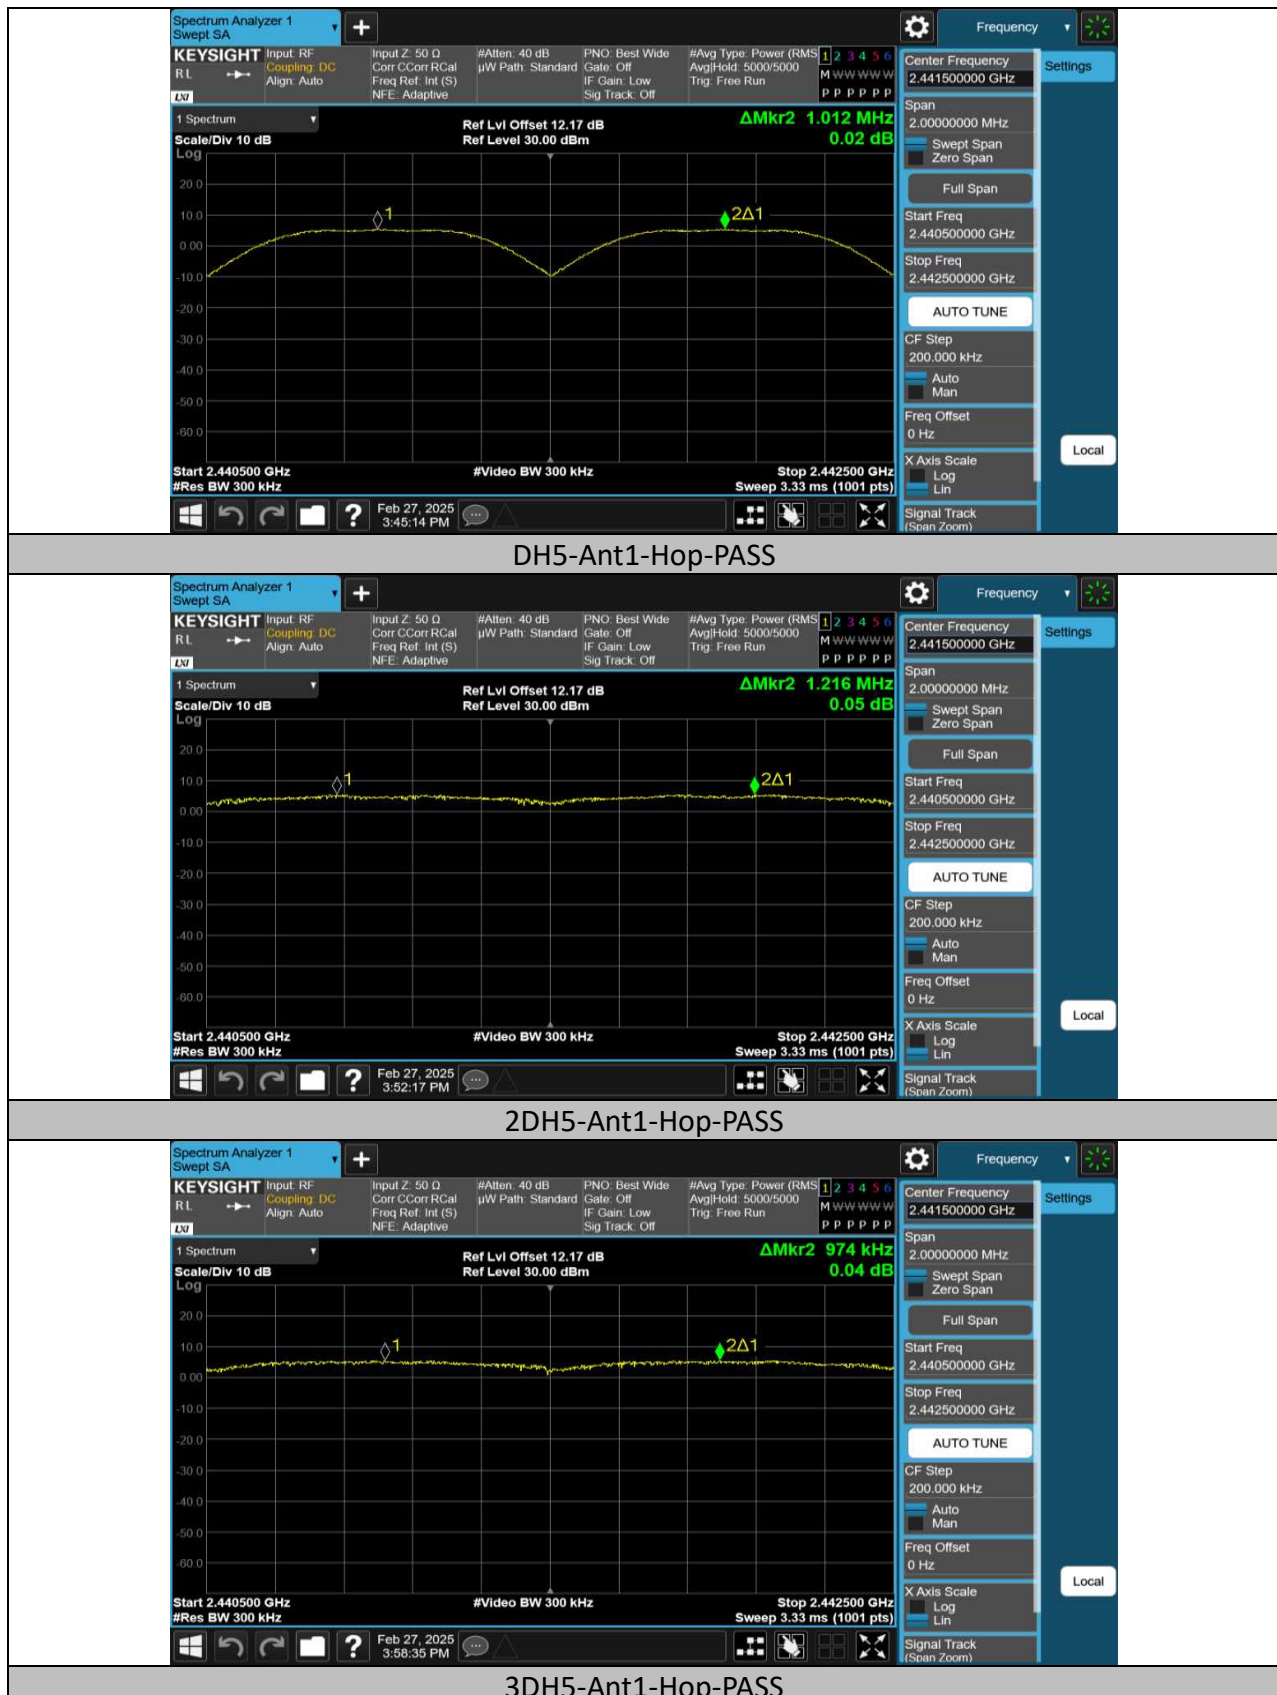 Spectrum Analyzer 1
Swept SA
Frequency
KEYSIGHT
RL
LXI
Input: RF
Coupling: DC
Align: Auto
Input Z: 50 Ω
Corr CCorr RCal
Freq Ref: Int (S)
NFE: Adaptive
#Atten: 40 dB
µW Path: Standard
PNO: Best Wide
Gate: Off
IF Gain: Low
Sig Track: Off
#Avg Type: Power (RMS
Avg|Hold: 5000/5000
Trig: Free Run
1 2 3 4 5 6
M W W W W W
P P P P P P
1 Spectrum
Scale/Div 10 dB
Log
Ref Lvl Offset 12.17 dB
Ref Level 30.00 dBm
ΔMkr2 1.012 MHz
0.02 dB
20.0
10.0
0.00
-10.0
-20.0
-30.0
-40.0
-50.0
-60.0
1
2Δ1
Start 2.440500 GHz
#Res BW 300 kHz
#Video BW 300 kHz
Stop 2.442500 GHz
Sweep 3.33 ms (1001 pts)
Feb 27, 2025
3:45:14 PM
Center Frequency
2.441500000 GHz
Settings
Span
2.00000000 MHz
Swept Span
Zero Span
Full Span
Start Freq
2.440500000 GHz
Stop Freq
2.442500000 GHz
AUTO TUNE
CF Step
200.000 kHz
Auto
Man
Freq Offset
0 Hz
Local
X Axis Scale
Log
Lin
Signal Track
(Span Zoom)
DH5-Ant1-Hop-PASS
Spectrum Analyzer 1
Swept SA
Frequency
KEYSIGHT
RL
LXI
Input: RF
Coupling: DC
Align: Auto
Input Z: 50 Ω
Corr CCorr RCal
Freq Ref: Int (S)
NFE: Adaptive
#Atten: 40 dB
µW Path: Standard
PNO: Best Wide
Gate: Off
IF Gain: Low
Sig Track: Off
#Avg Type: Power (RMS
Avg|Hold: 5000/5000
Trig: Free Run
1 2 3 4 5 6
M W W W W W
P P P P P P
1 Spectrum
Scale/Div 10 dB
Log
Ref Lvl Offset 12.17 dB
Ref Level 30.00 dBm
ΔMkr2 1.216 MHz
0.05 dB
20.0
10.0
0.00
-10.0
-20.0
-30.0
-40.0
-50.0
-60.0
1
2Δ1
Start 2.440500 GHz
#Res BW 300 kHz
#Video BW 300 kHz
Stop 2.442500 GHz
Sweep 3.33 ms (1001 pts)
Feb 27, 2025
3:52:17 PM
Center Frequency
2.441500000 GHz
Settings
Span
2.00000000 MHz
Swept Span
Zero Span
Full Span
Start Freq
2.440500000 GHz
Stop Freq
2.442500000 GHz
AUTO TUNE
CF Step
200.000 kHz
Auto
Man
Freq Offset
0 Hz
Local
X Axis Scale
Log
Lin
Signal Track
(Span Zoom)
2DH5-Ant1-Hop-PASS
Spectrum Analyzer 1
Swept SA
Frequency
KEYSIGHT
RL
LXI
Input: RF
Coupling: DC
Align: Auto
Input Z: 50 Ω
Corr CCorr RCal
Freq Ref: Int (S)
NFE: Adaptive
#Atten: 40 dB
µW Path: Standard
PNO: Best Wide
Gate: Off
IF Gain: Low
Sig Track: Off
#Avg Type: Power (RMS
Avg|Hold: 5000/5000
Trig: Free Run
1 2 3 4 5 6
M W W W W W
P P P P P P
1 Spectrum
Scale/Div 10 dB
Log
Ref Lvl Offset 12.17 dB
Ref Level 30.00 dBm
ΔMkr2 974 kHz
0.04 dB
20.0
10.0
0.00
-10.0
-20.0
-30.0
-40.0
-50.0
-60.0
1
2Δ1
Start 2.440500 GHz
#Res BW 300 kHz
#Video BW 300 kHz
Stop 2.442500 GHz
Sweep 3.33 ms (1001 pts)
Feb 27, 2025
3:58:35 PM
Center Frequency
2.441500000 GHz
Settings
Span
2.00000000 MHz
Swept Span
Zero Span
Full Span
Start Freq
2.440500000 GHz
Stop Freq
2.442500000 GHz
AUTO TUNE
CF Step
200.000 kHz
Auto
Man
Freq Offset
0 Hz
Local
X Axis Scale
Log
Lin
Signal Track
(Span Zoom)
3DH5-Ant1-Hop-PASS